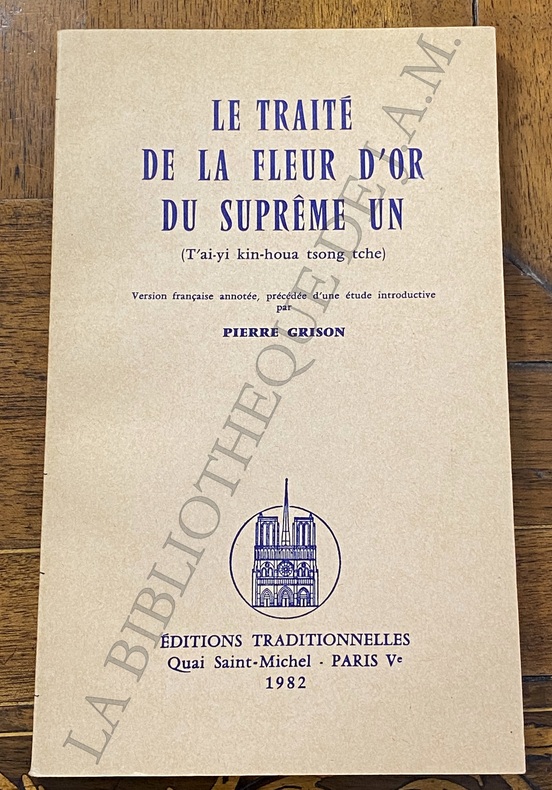 LE TRAITÉ
DE LA FLEUR D'OR
DU SUPRÊME UN
(T'ai-yi kin-houa tsong tche)
Version française annotée, précédée d'une étude introductive
par
PIERRE GRISON
ÉDITIONS TRADITIONNELLES
Quai Saint-Michel - PARIS Ve
1982
LA BIBLIOTHEQUE DE J.A.M.